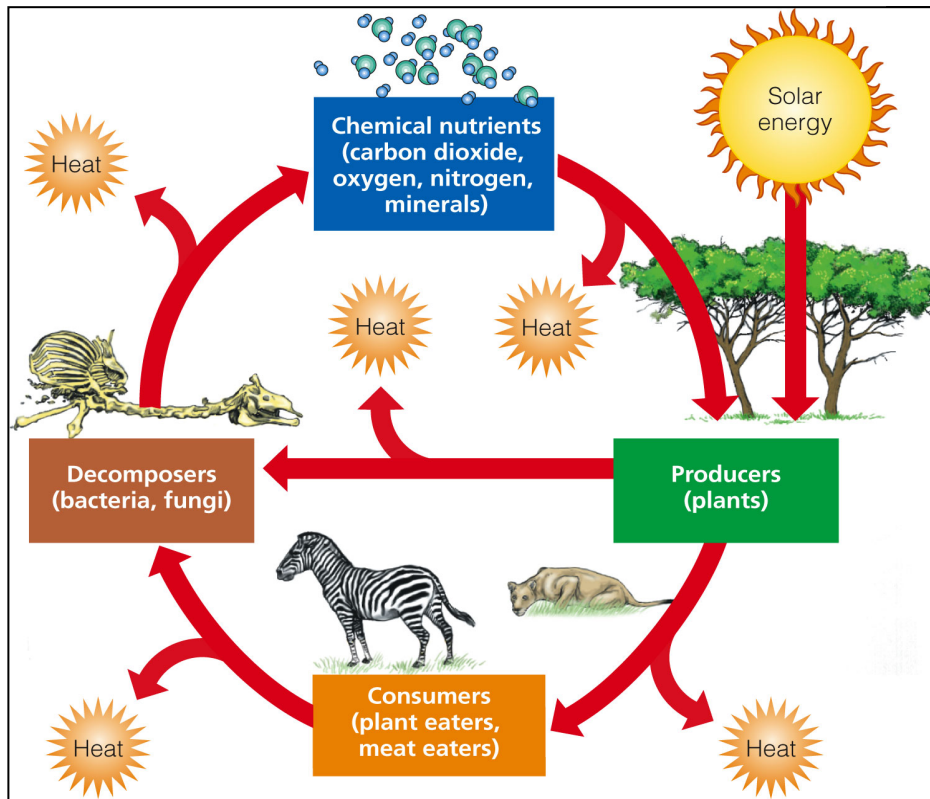 Chemical nutrients
(carbon dioxide,
oxygen, nitrogen,
minerals)
Solar
energy
Heat
Heat
Heat
Decomposers
(bacteria, fungi)
Producers
(plants)
Consumers
(plant eaters,
meat eaters)
Heat
Heat